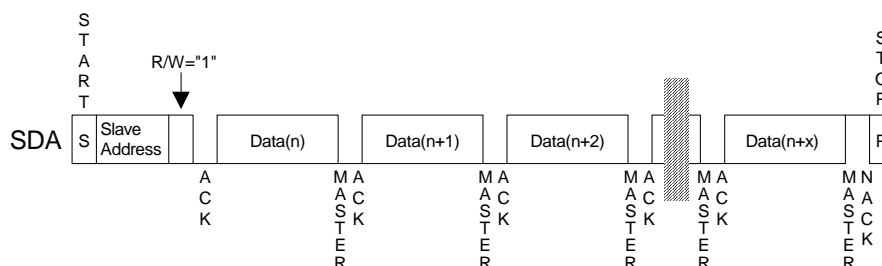 START
STOP
R/W="1"
SDA
S
Slave
Address
Data(n)
Data(n+1)
Data(n+2)
Data(n+x)
P
ACK
MASTER
ACK
MASTER
ACK
MASTER
ACK
MASTER
ACK
MASTER
NACK